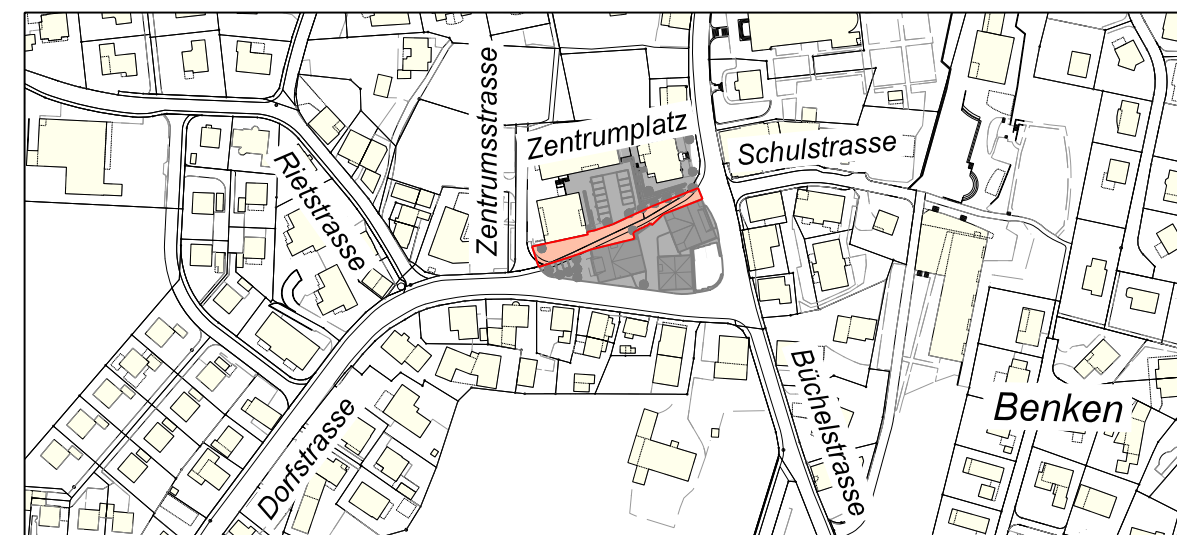 Zentrumsstrasse
Zentrumplatz
Schulstrasse
Rietstrasse
Dorfstrasse
Büchelstrasse
Benken